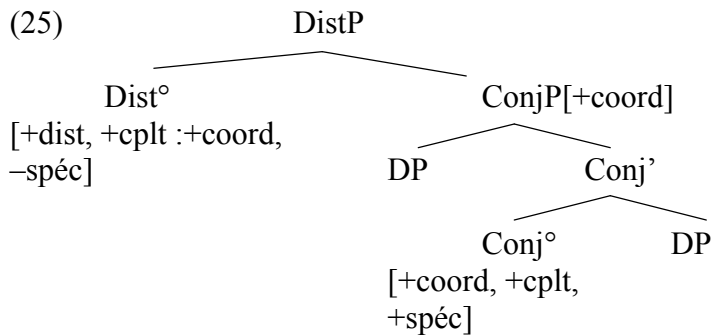 (25) DistP
Dist° ConjP[+coord]
[+dist, +cplt :+coord,
–spéc] DP Conj’
Conj° DP
[+coord, +cplt,
+spéc]